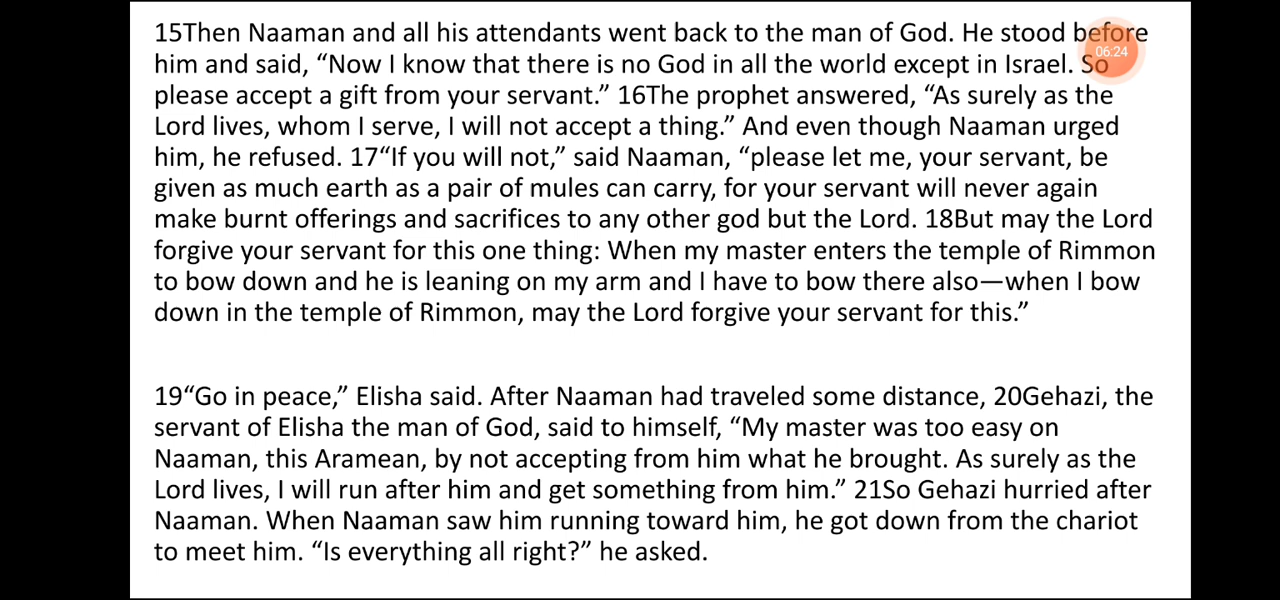 15Then Naaman and all his attendants went back to the man of God. He stood before
him and said, “Now I know that there is no God in all the world except in Israel. So
please accept a gift from your servant.” 16The prophet answered, “As surely as the
Lord lives, whom I serve, I will not accept a thing.” And even though Naaman urged
him, he refused. 17“If you will not,” said Naaman, “please let me, your servant, be
given as much earth as a pair of mules can carry, for your servant will never again
make burnt offerings and sacrifices to any other god but the Lord. 18But may the Lord
forgive your servant for this one thing: When my master enters the temple of Rimmon
to bow down and he is leaning on my arm and I have to bow there also—when I bow
down in the temple of Rimmon, may the Lord forgive your servant for this.”
19“Go in peace,” Elisha said. After Naaman had traveled some distance, 20Gehazi, the
servant of Elisha the man of God, said to himself, “My master was too easy on
Naaman, this Aramean, by not accepting from him what he brought. As surely as the
Lord lives, I will run after him and get something from him.” 21So Gehazi hurried after
Naaman. When Naaman saw him running toward him, he got down from the chariot
to meet him. “Is everything all right?” he asked.
06:24